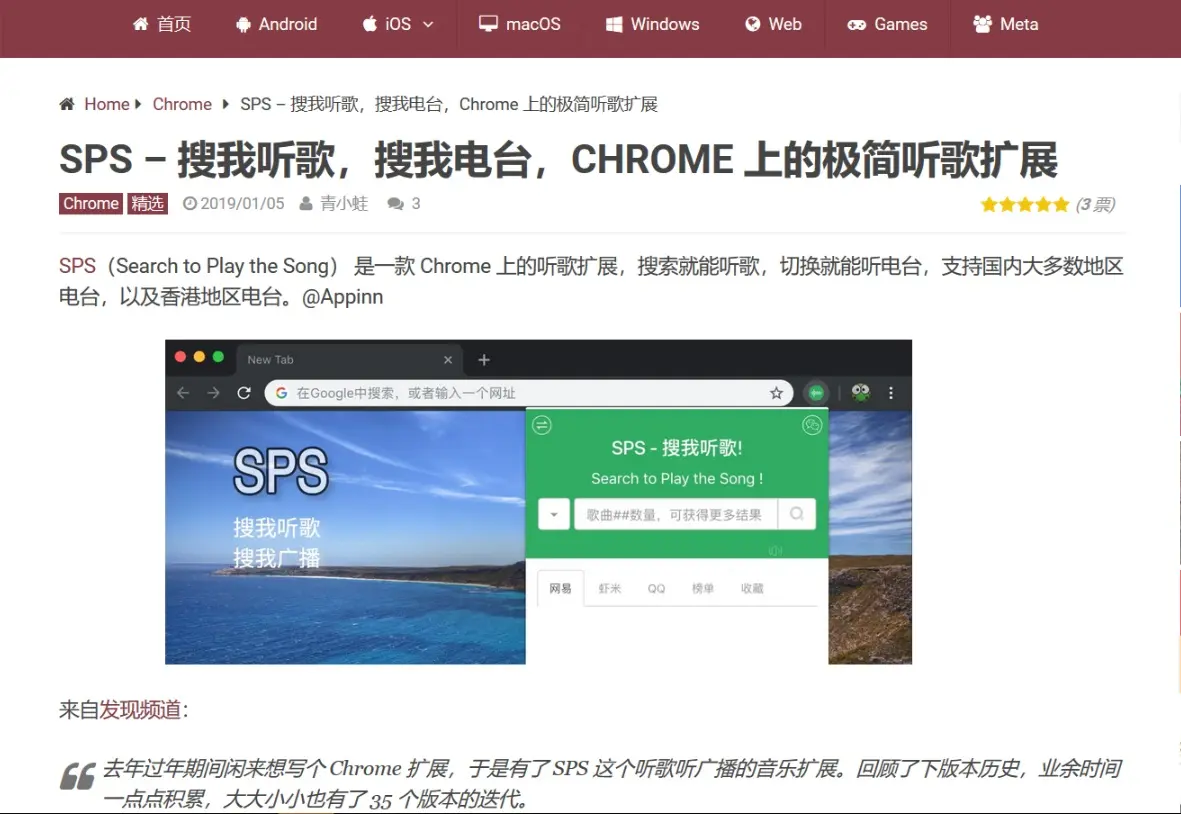 首页 Android iOS macOS Windows Web Games Meta
Home Chrome SPS – 搜我听歌，搜我电台，Chrome 上的极简听歌扩展
SPS – 搜我听歌，搜我电台，CHROME 上的极简听歌扩展
Chrome 精选 2019/01/05 青小蛙 3 (3 票)
SPS（Search to Play the Song） 是一款 Chrome 上的听歌扩展，搜索就能听歌，切换就能听电台，支持国内大多数地区
电台，以及香港地区电台。@Appinn
New Tab
在Google中搜索，或者输入一个网址
SPS
搜我听歌
搜我广播
SPS - 搜我听歌!
Search to Play the Song !
歌曲##数量，可获得更多结果
网易 虾米 QQ 榜单 收藏
来自发现频道：
去年过年期间闲来想写个 Chrome 扩展，于是有了 SPS 这个听歌听广播的音乐扩展。回顾了下版本历史，业余时间
一点点积累，大大小小也有了 35 个版本的迭代。